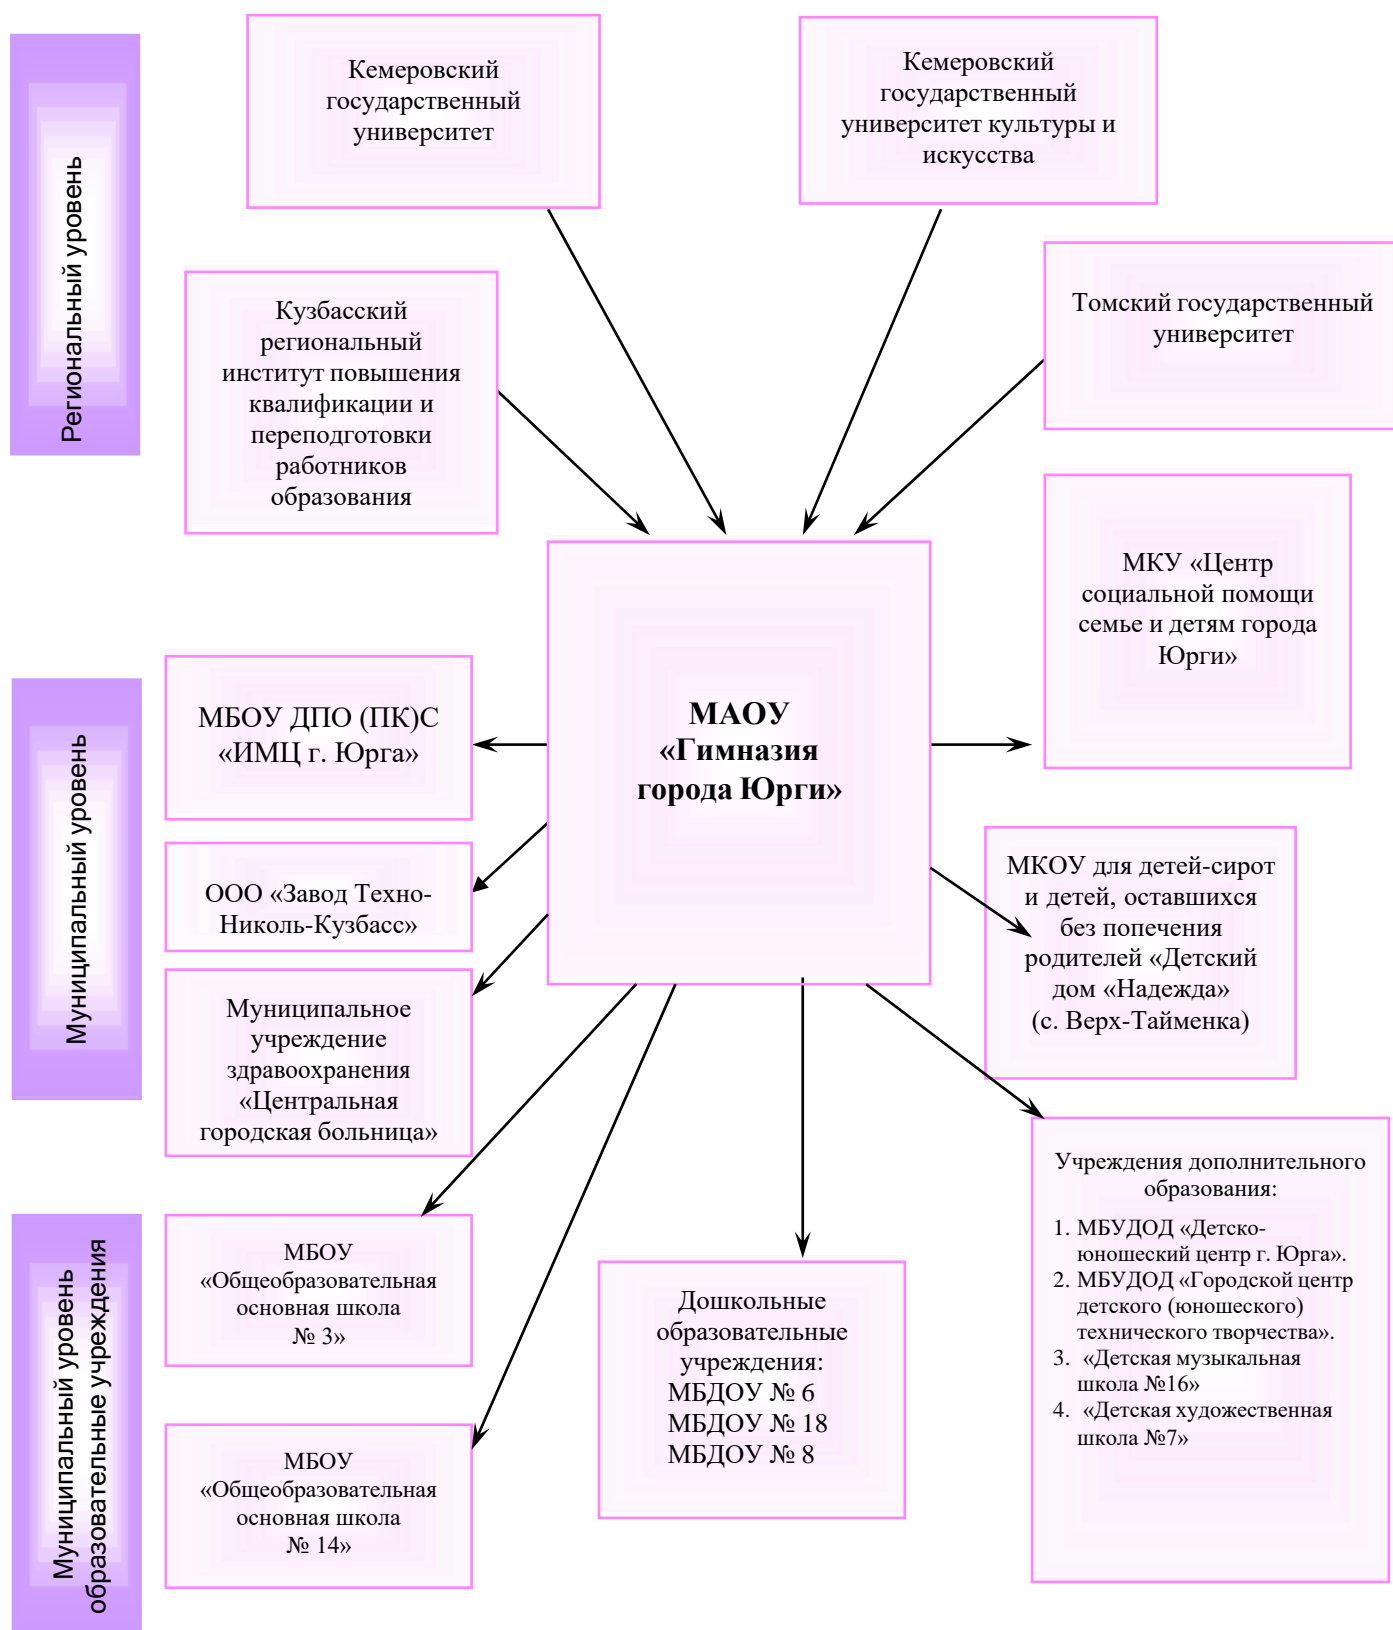 Региональный уровень
Кемеровский
государственный
университет
Кемеровский
государственный
университет культуры и
искусства
Кузбасский
региональный
институт повышения
квалификации и
переподготовки
работников
образования
Томский государственный
университет
МАОУ
«Гимназия
города Юрги»
МКУ «Центр
социальной помощи
семье и детям города
Юрги»
Муниципальный уровень
МБОУ ДПО (ПК)С
«ИМЦ г. Юрга»
ООО «Завод Техно-
Николь-Кузбасс»
МКОУ для детей-сирот
и детей, оставшихся
без попечения
родителей «Детский
дом «Надежда»
(с. Верх-Тайменка)
Муниципальное
учреждение
здравоохранения
«Центральная
городская больница»
Муниципальный уровень
образовательные учреждения
МБОУ
«Общеобразовательная
основная школа
№ 3»
МБОУ
«Общеобразовательная
основная школа
№ 14»
Дошкольные
образовательные
учреждения:
МБДОУ № 6
МБДОУ № 18
МБДОУ № 8
Учреждения дополнительного
образования:
1. МБУДОД «Детско-
юношеский центр г. Юрга».
2. МБУДОД «Городской центр
детского (юношеского)
технического творчества».
3. «Детская музыкальная
школа №16»
4. «Детская художественная
школа №7»